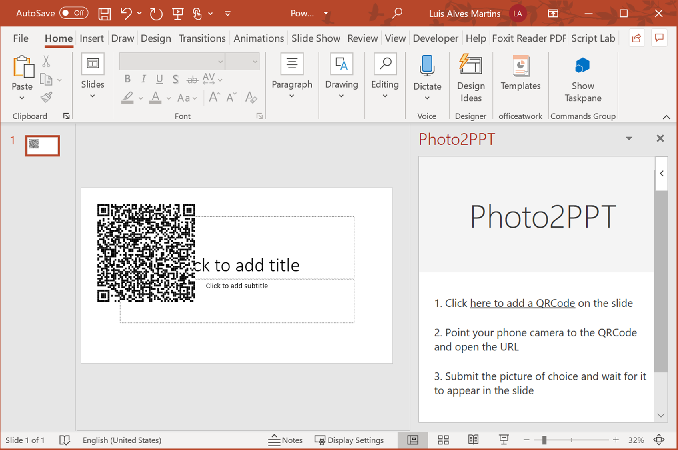 AutoSave Off Pow... Luis Alves Martins LA
File Home Insert Draw Design Transitions Animations Slide Show Review View Developer Help Foxit Reader PDF Script Lab
Paste Slides B I U S ab AV Aa A A Paragraph Drawing Editing Dictate Design Ideas Templates Show Taskpane
Clipboard Font Voice Designer officeatwork Commands Group
1
Photo2PPT
Photo2PPT
ck to add title
Click to add subtitle
1. Click here to add a QRCode on the slide
2. Point your phone camera to the QRCode
and open the URL
3. Submit the picture of choice and wait for it
to appear in the slide
Slide 1 of 1 English (United States) Notes Display Settings 32%